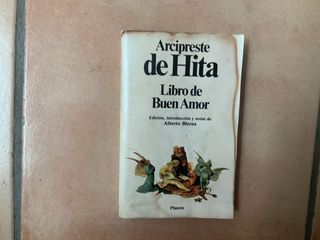 Arcipreste
de Hita
Libro de
Buen Amor
Edición, introducción y notas de
Alberto Blecua
Planeta